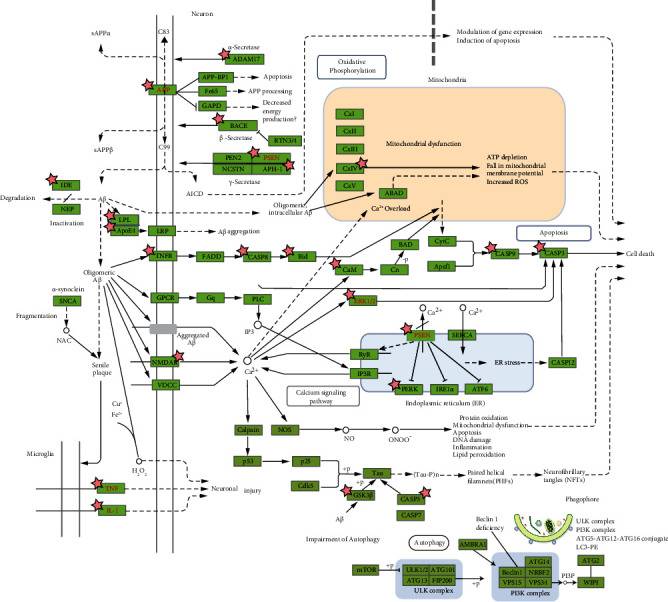 Neuron
sAPPα
C83
α-Secretase
ADAM17
Modulation of gene expression
Induction of apoptosis
Oxidative
Phosphorylation
Mitochondria
APP
APP-BP1
Apoptosis
Fe65
APP processing
GAPD
Decreased
energy
production?
BACE
β -Secretase
RTN3/4
sAPPβ
C99
PEN2
PSEN
NCSTN
APH-1
γ-Secretase
CxI
CxII
CxIII
CxIV
CxV
Mitochondrial dysfunction
ATP depletion
Fall in mitochondrial
membrane potential
Increased ROS
ABAD
Ca²⁺ Overload
IDE
Degradation
NEP
Inactivation
Aβ
AICD
Oligomeric
intracellular Aβ
LPL
ApoE4
LRP
Aβ aggregation
TNFR
FADD
CASP8
Bid
CaM
Cn
-p
BAD
CytC
Apaf1
CASP9
Apoptosis
CASP3
Cell death
Oligomeric
Aβ
α-synoclein
SNCA
Fragmentation
NAC
Senile
plaque
GPCR
Gq
PLC
IP3
ERK1/2
Aggregated
Aβ
NMDAR
VDCC
Ca²⁺
RyR
IP3R
Ca²⁺
Ca²⁺
PSEN
SERCA
ER stress
CASP12
PERK
IRE1α
ATF6
Endoplasmic reticulum (ER)
Calcium signaling
pathway
Cu⁻
Fe²⁻
H₂O₂
Microglia
TNF
IL-1
Neuronal
injury
Calpain
NOS
NO
ONOO⁻
Protein oxidation
Mitochondrial dysfunction
Apoptosis
DNA damage
Inflammation
Lipid peroxidation
p53
p25
Cdk5
+p
+p
Tau
(Tau-P)n
Paired helical
filamnets(PHFs)
Neurofibrillary
tangles (NFTs)
GSK3β
+p
Aβ
CASP3
CASP7
Impairment of Autophagy
Phagophore
ULK complex
PI3K complex
ATG5-ATG12-ATG16 conjugate
LC3-PE
Beclin 1
deficiency
Autophagy
AMBRA1
mTOR
+p
ULK1/2
ATG101
ATG13
FIP200
ULK complex
+p
ATG14
Beclin1
NRBF2
VPS15
VPS34
PI3K complex
PI3P
ATG2
WIPI